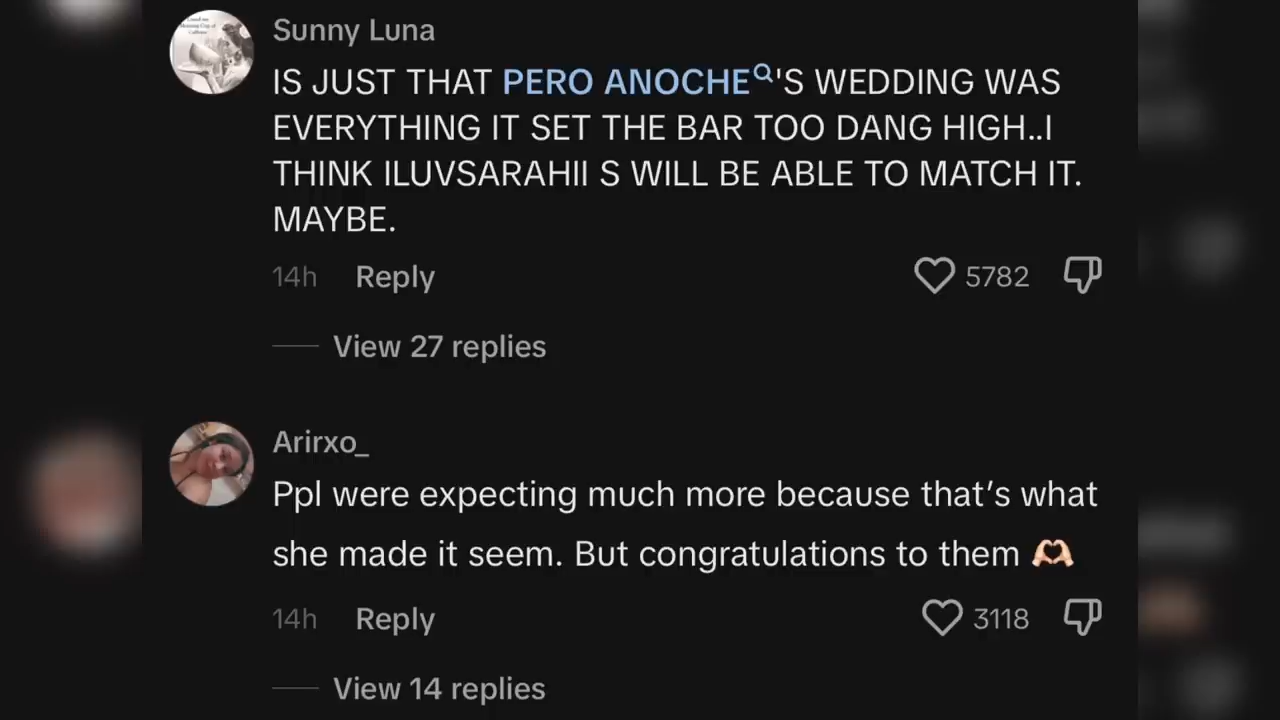 Sunny Luna
IS JUST THAT PERO ANOCHE'S WEDDING WAS
EVERYTHING IT SET THE BAR TOO DANG HIGH..I
THINK ILUVSARAHII S WILL BE ABLE TO MATCH IT.
MAYBE.
14h Reply 5782
View 27 replies
Arirxo_
Ppl were expecting much more because that’s what
she made it seem. But congratulations to them 🫶🏻
14h Reply 3118
View 14 replies